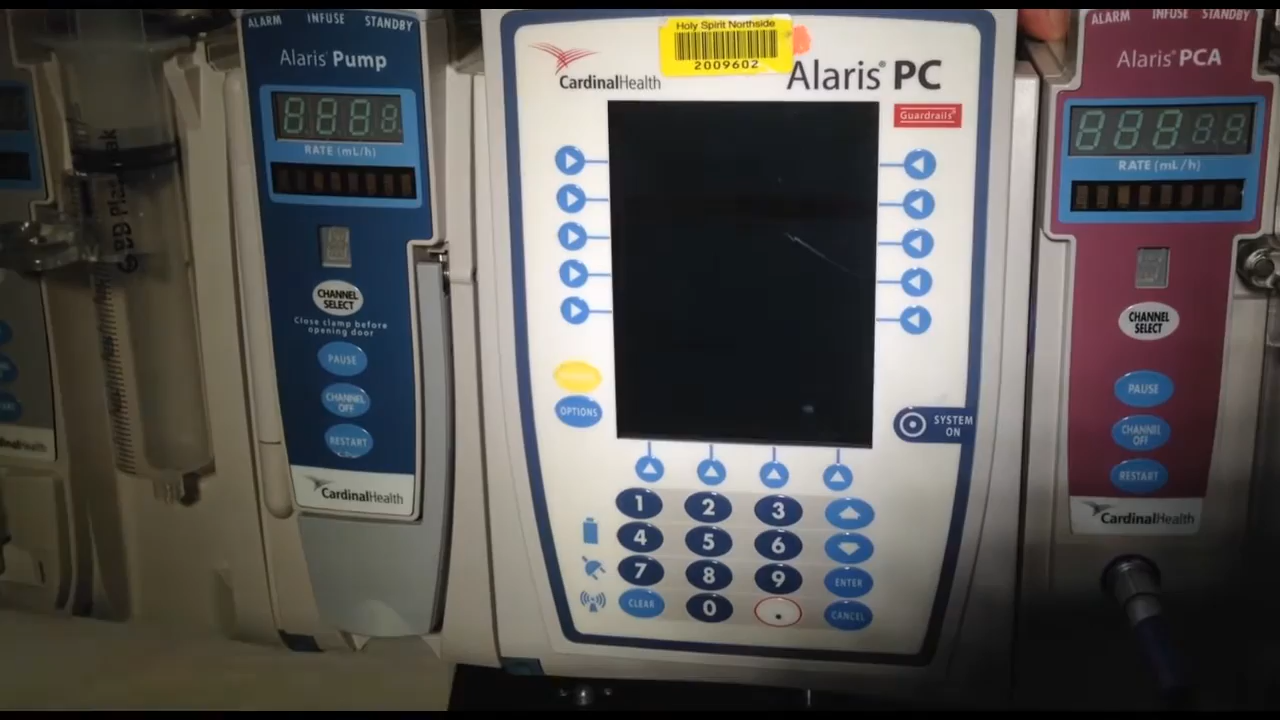 ALARM INFUSE STANDBY
Alaris Pump
RATE (mL/h)
CHANNEL
SELECT
Close clamp before
opening door
PAUSE
CHANNEL
OFF
RESTART
CardinalHealth
Holy Spirit Northside
2009602
CardinalHealth
Alaris® PC
Guardrails®
OPTIONS
SYSTEM
ON
1 2 3
4 5 6
7 8 9 ENTER
CLEAR 0 . CANCEL
ALARM INFUSE STANDBY
Alaris® PCA
RATE (mL/h)
CHANNEL
SELECT
PAUSE
CHANNEL
OFF
RESTART
CardinalHealth
BD Plastipak